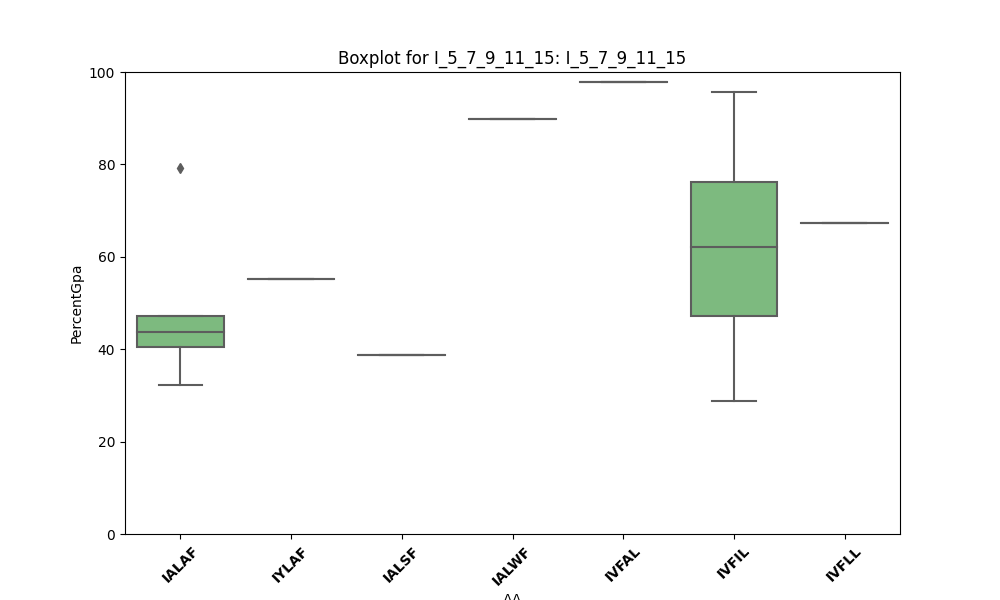 Boxplot for I_5_7_9_11_15: I_5_7_9_11_15
100
80
60
40
20
0
PercentGpa
IALAF
IYLAF
IALSF
IALWF
IVFAL
IVFIL
IVFLL